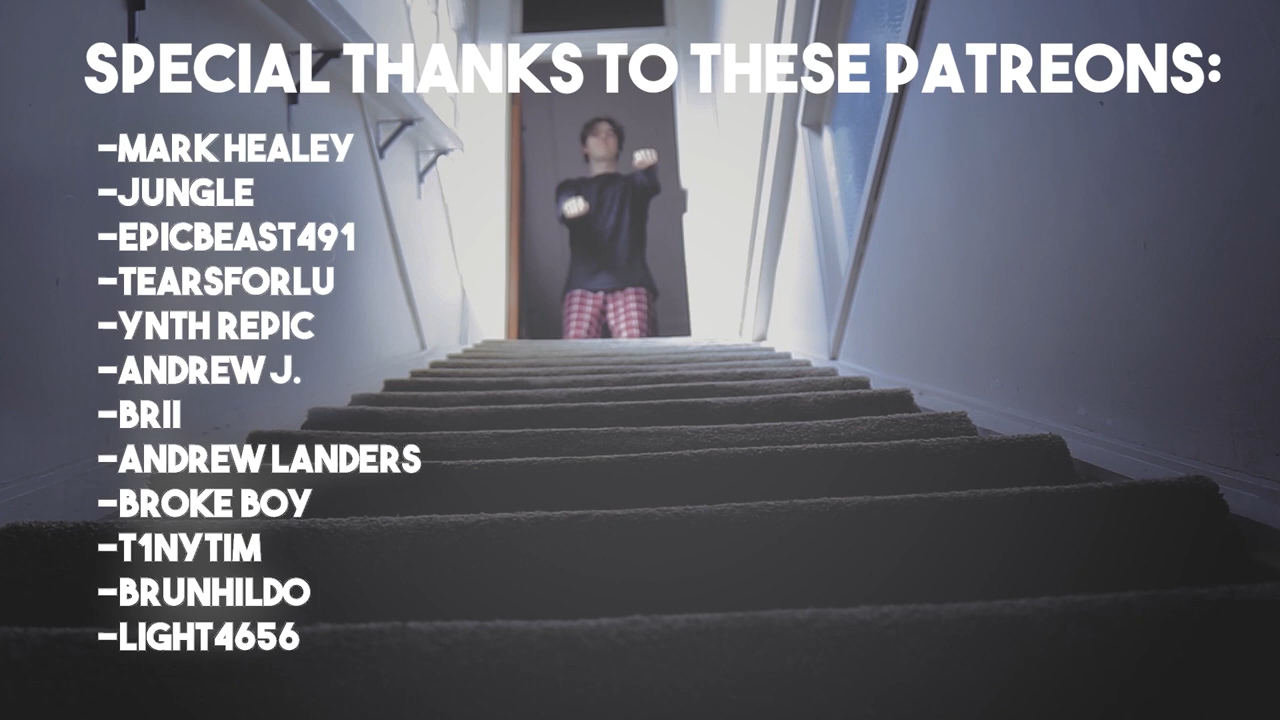 SPECIAL THANKS TO THESE PATREONS:
-MARK HEALEY
-JUNGLE
-EPICBEAST491
-TEARSFORLU
-YNTH REPIC
-ANDREW J.
-BRII
-ANDREW LANDERS
-BROKE BOY
-T1NYTIM
-BRUNHILDO
-LIGHT4656